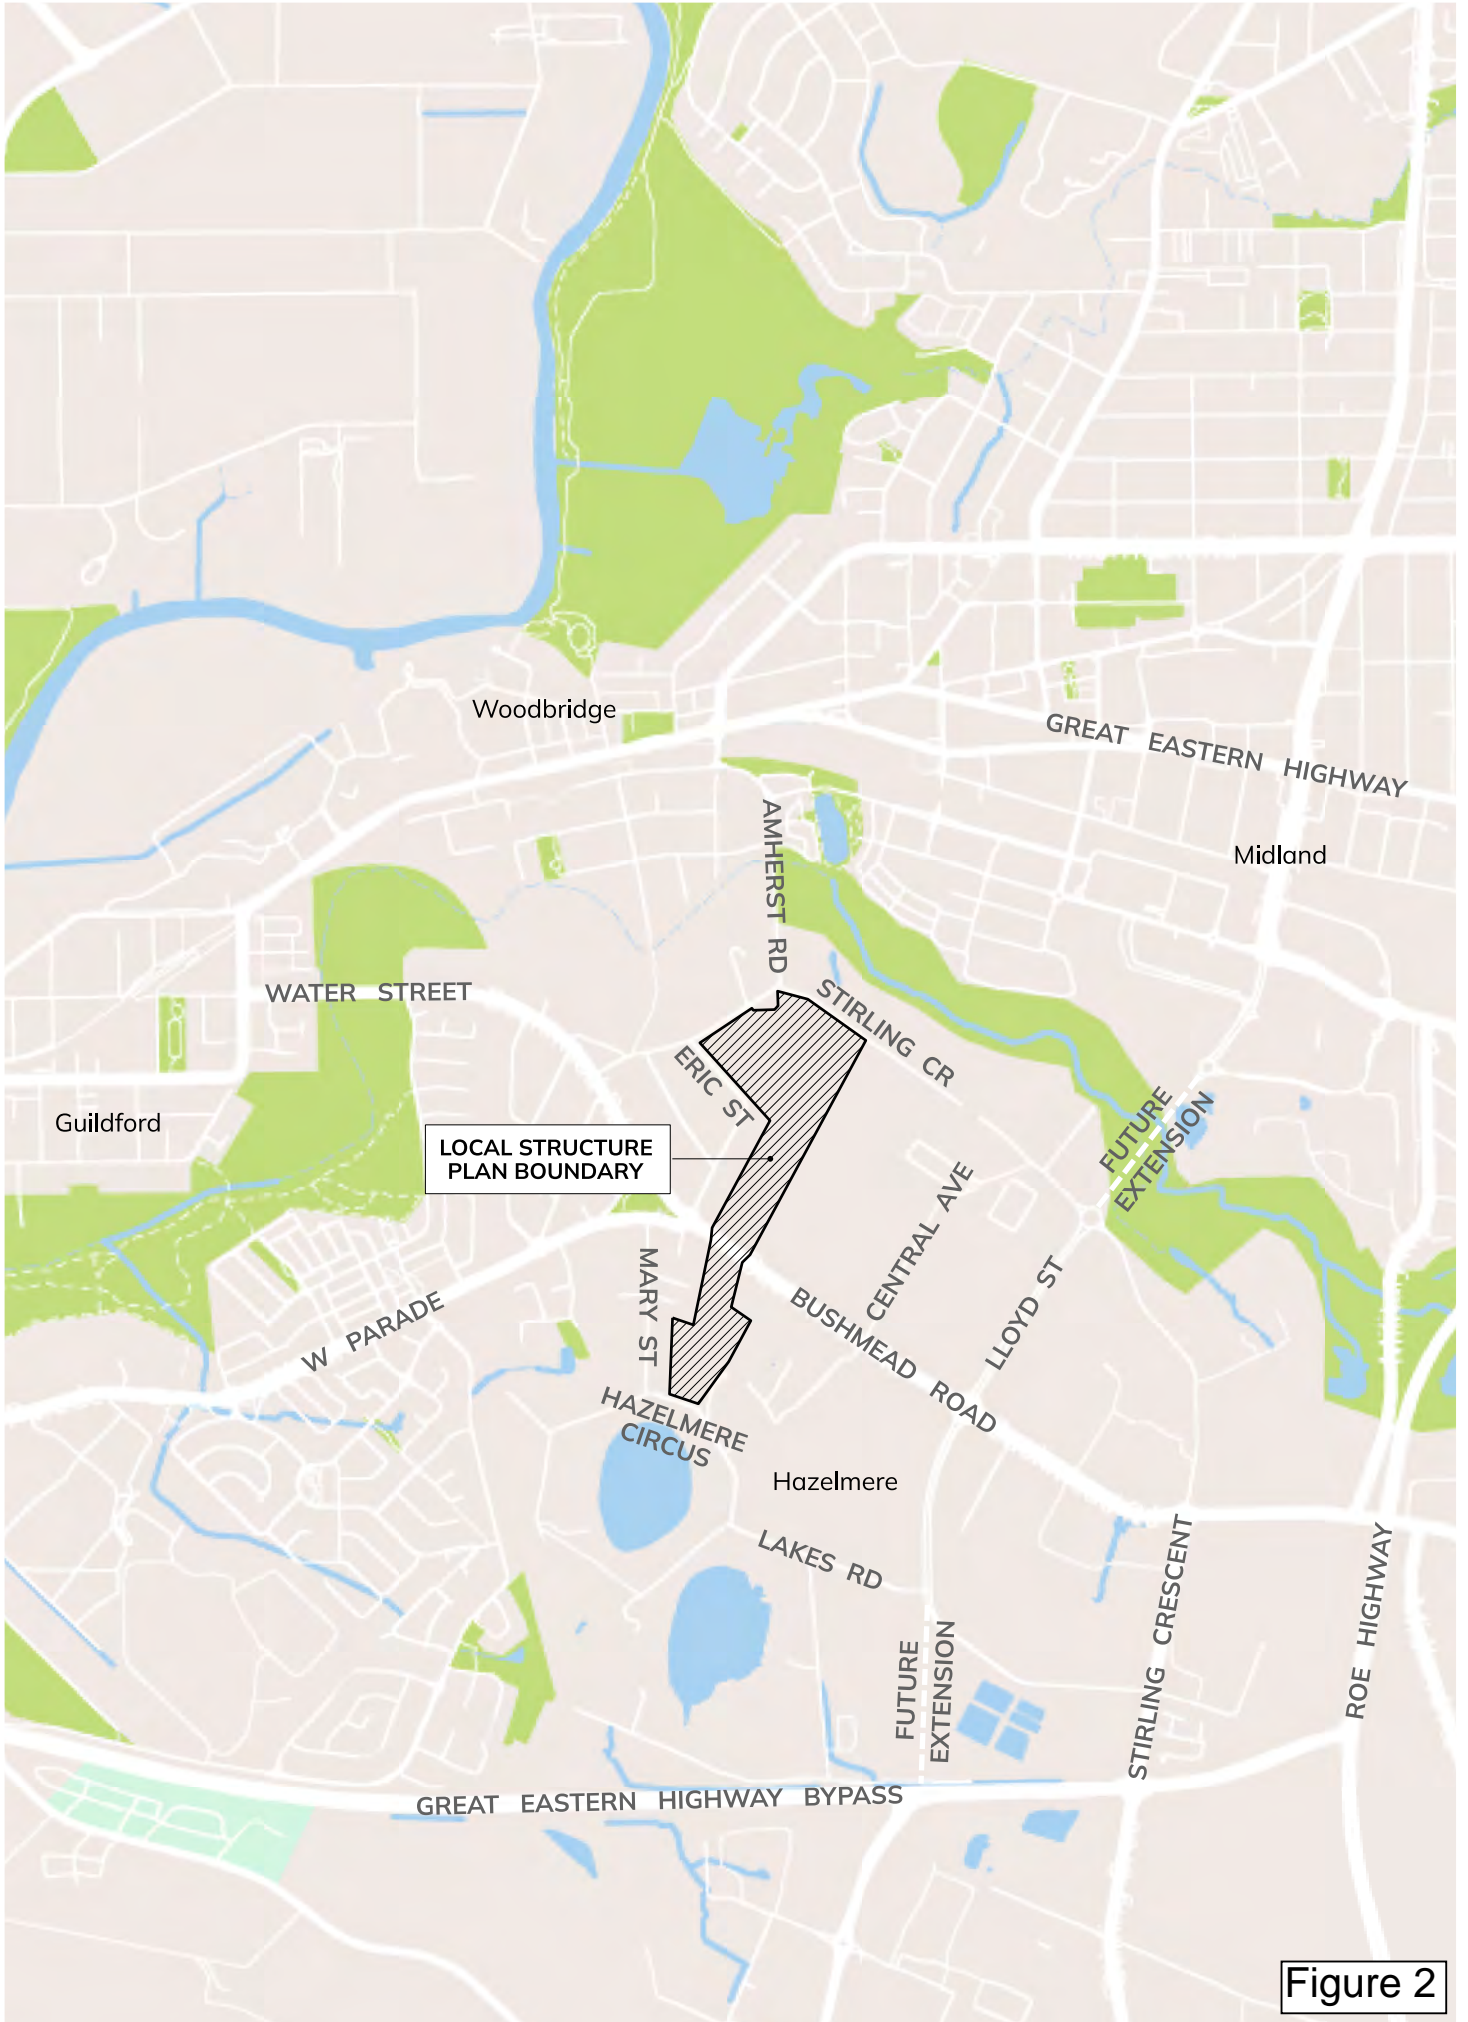 Woodbridge
GREAT EASTERN HIGHWAY
Midland
AMHERST RD
WATER STREET
STIRLING CR
ERIC ST
Guildford
FUTURE
EXTENSION
LOCAL STRUCTURE
PLAN BOUNDARY
CENTRAL AVE
MARY ST
LLOYD ST
W PARADE
BUSHMEAD ROAD
HAZELMERE
CIRCUS
Hazelmere
LAKES RD
STIRLING CRESCENT
ROE HIGHWAY
FUTURE
EXTENSION
GREAT EASTERN HIGHWAY BYPASS
Figure 2